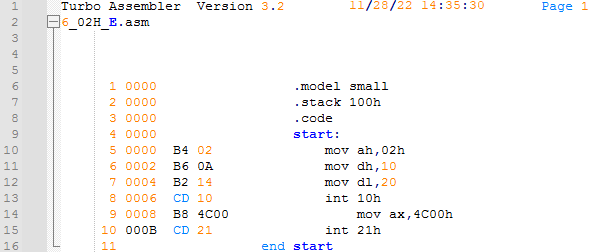 1 Turbo Assembler Version 3.2 11/28/22 14:35:30 Page 1
2 6_02H_E.asm
3
4
5
6 1 0000 .model small
7 2 0000 .stack 100h
8 3 0000 .code
9 4 0000 start:
10 5 0000 B4 02 mov ah,02h
11 6 0002 B6 0A mov dh,10
12 7 0004 B2 14 mov dl,20
13 8 0006 CD 10 int 10h
14 9 0008 B8 4C00 mov ax,4C00h
15 10 000B CD 21 int 21h
16 11 end start